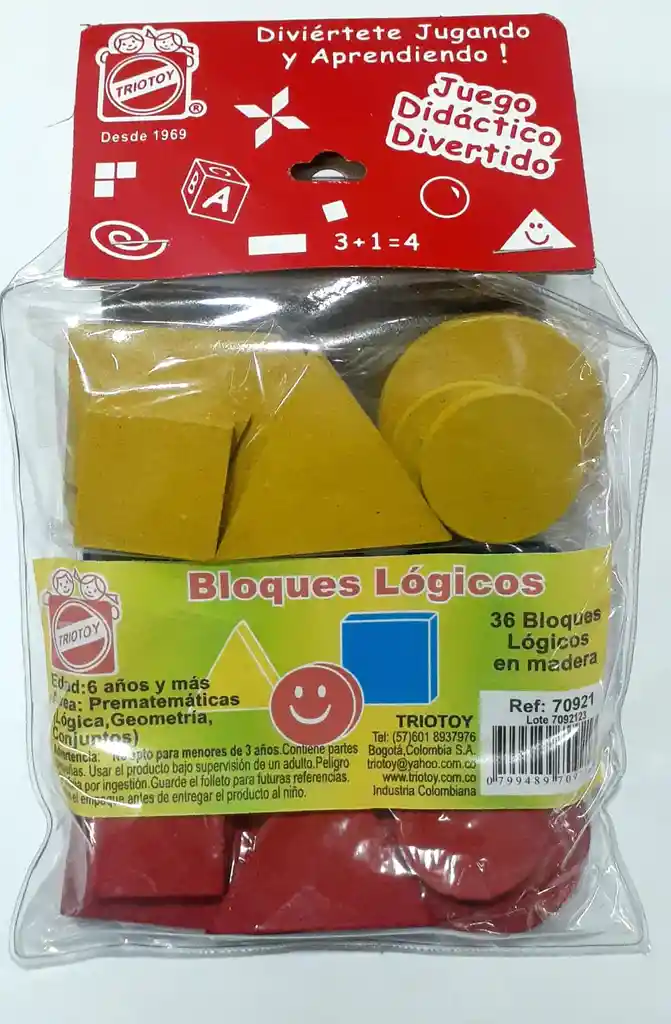 Diviértete Jugando
y Aprendiendo !
TRIOTOY
®
Desde 1969
Juego
Didáctico
Divertido
B
A
3+1=4
Bloques Lógicos
TRIOTOY
36 Bloques
Lógicos
en madera
Edad:6 años y más
Area: Prematemáticas
Lógica,Geometría,
Conjuntos)
Ref: 70921
Lote 7092123
0 799489 709
TRIOTOY
Tel: (57)601 8937976
Bogotá,Colombia S.A.
triotoy@yahoo.com.co
www.triotoy.com.co
Industria Colombiana
No apto para menores de 3 años.Contiene partes
Usar el producto bajo supervisión de un adulto.Peligro
por ingestión.Guarde el folleto para futuras referencias.
el empaque antes de entregar el producto al niño.